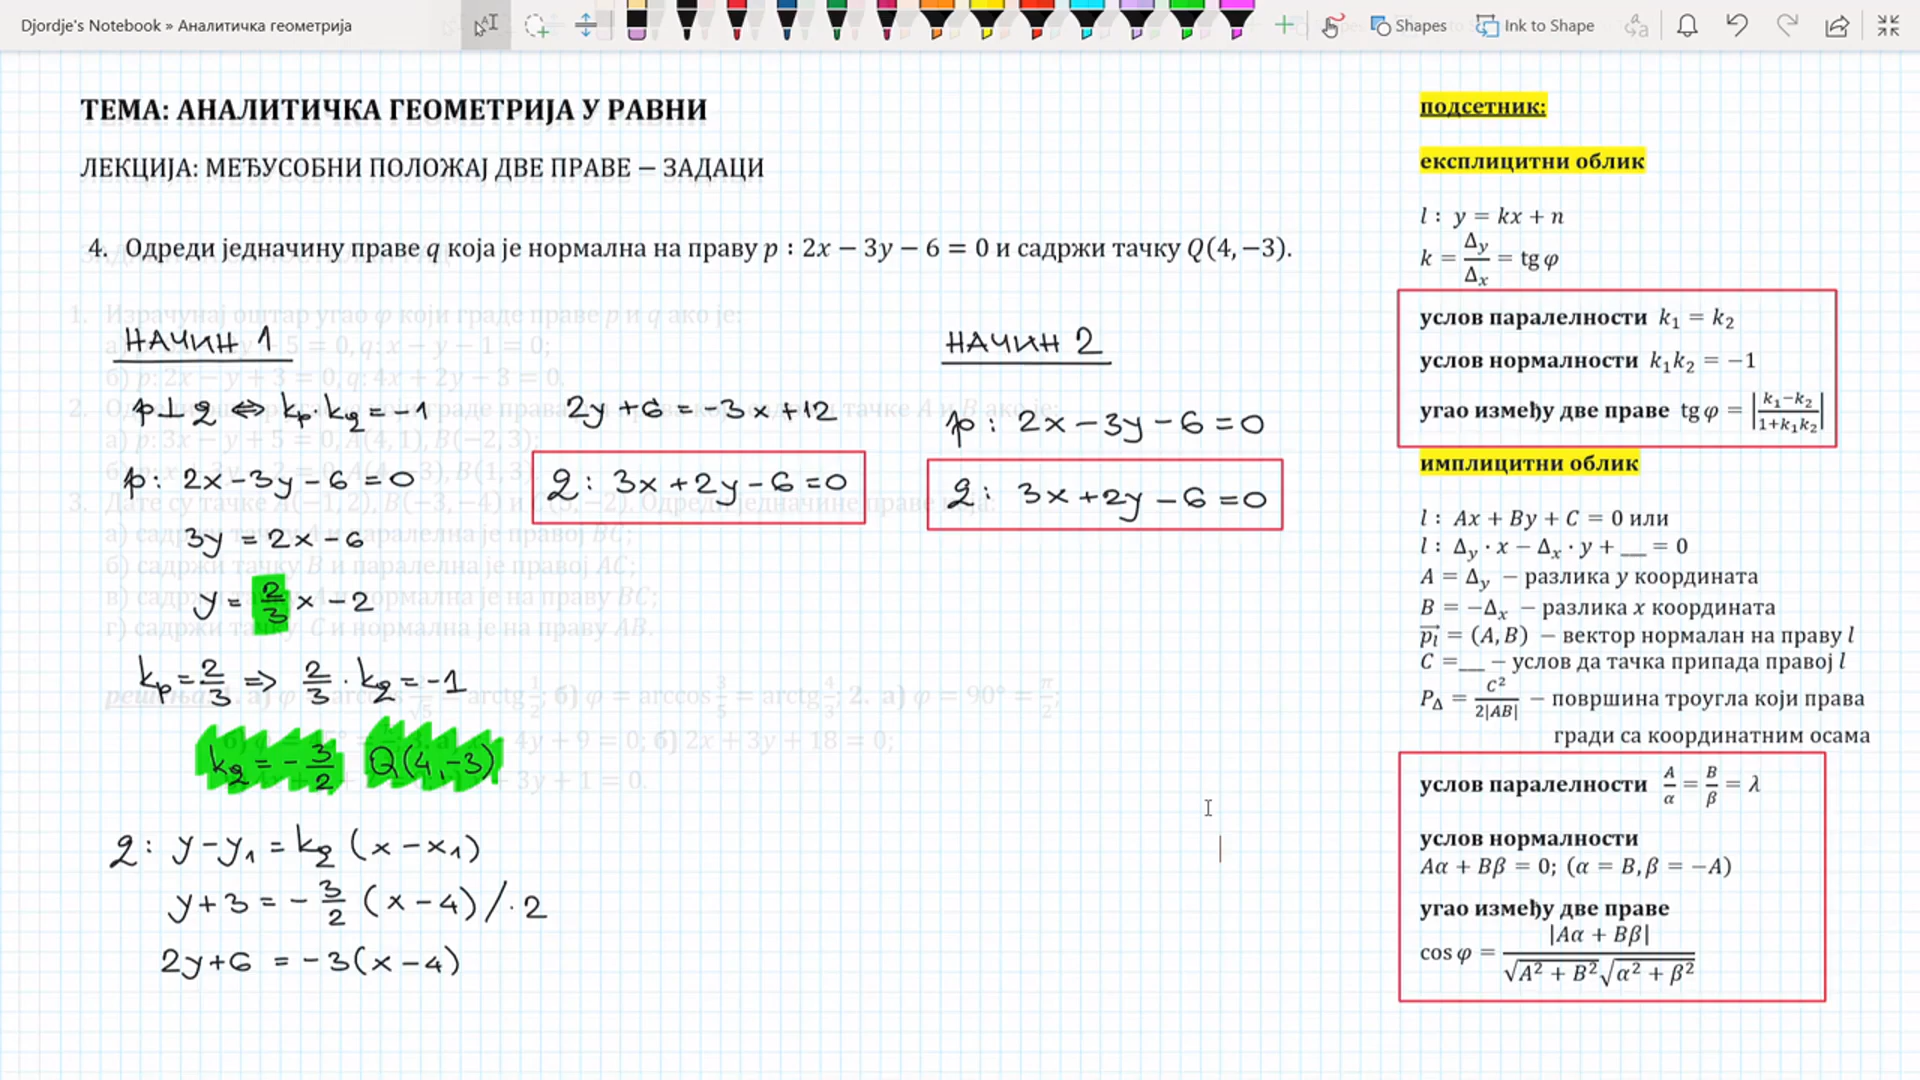 Djordje's Notebook » Аналитичка геометрија
Shapes
Ink to Shape
ТЕМА: АНАЛИТИЧКА ГЕОМЕТРИЈА У РАВНИ
ЛЕКЦИЈА: МЕЂУСОБНИ ПОЛОЖАЈ ДВЕ ПРАВЕ – ЗАДАЦИ
4. Одреди једначину праве q која је нормална на праву p : 2x − 3y − 6 = 0 и садржи тачку Q(4, −3).
НАЧИН 1
p⊥q ⇔ kp·kq = −1
p: 2x−3y−6=0
3y = 2x−6
y = 2/3 x −2
kp = 2/3 ⇒ 2/3 · kq = −1
kq = −3/2 Q(4,−3)
q: y−y₁ = kq (x−x₁)
y+3 = −3/2 (x−4) /·2
2y+6 = −3(x−4)
2y+6 = −3x+12
q: 3x+2y−6=0
НАЧИН 2
p: 2x−3y−6=0
q: 3x+2y−6=0
подсетник:
експлицитни облик
l : y = kx + n
k = Δy/Δx = tg φ
услов паралелности k₁ = k₂
услов нормалности k₁k₂ = −1
угао између две праве tg φ = |(k₁−k₂)/(1+k₁k₂)|
имплицитни облик
l : Ax + By + C = 0 или
l : Δy · x − Δx · y + __ = 0
A = Δy – разлика y координата
B = −Δx – разлика x координата
p⃗l = (A, B) – вектор нормалан на праву l
C =__ – услов да тачка припада правој l
PΔ = C²/(2|AB|) – површина троугла који права
гради са координатним осама
услов паралелности A/α = B/β = λ
услов нормалности
Aα + Bβ = 0; (α = B, β = −A)
угао између две праве
cos φ = |Aα + Bβ|/(√(A² + B²)√(α² + β²))